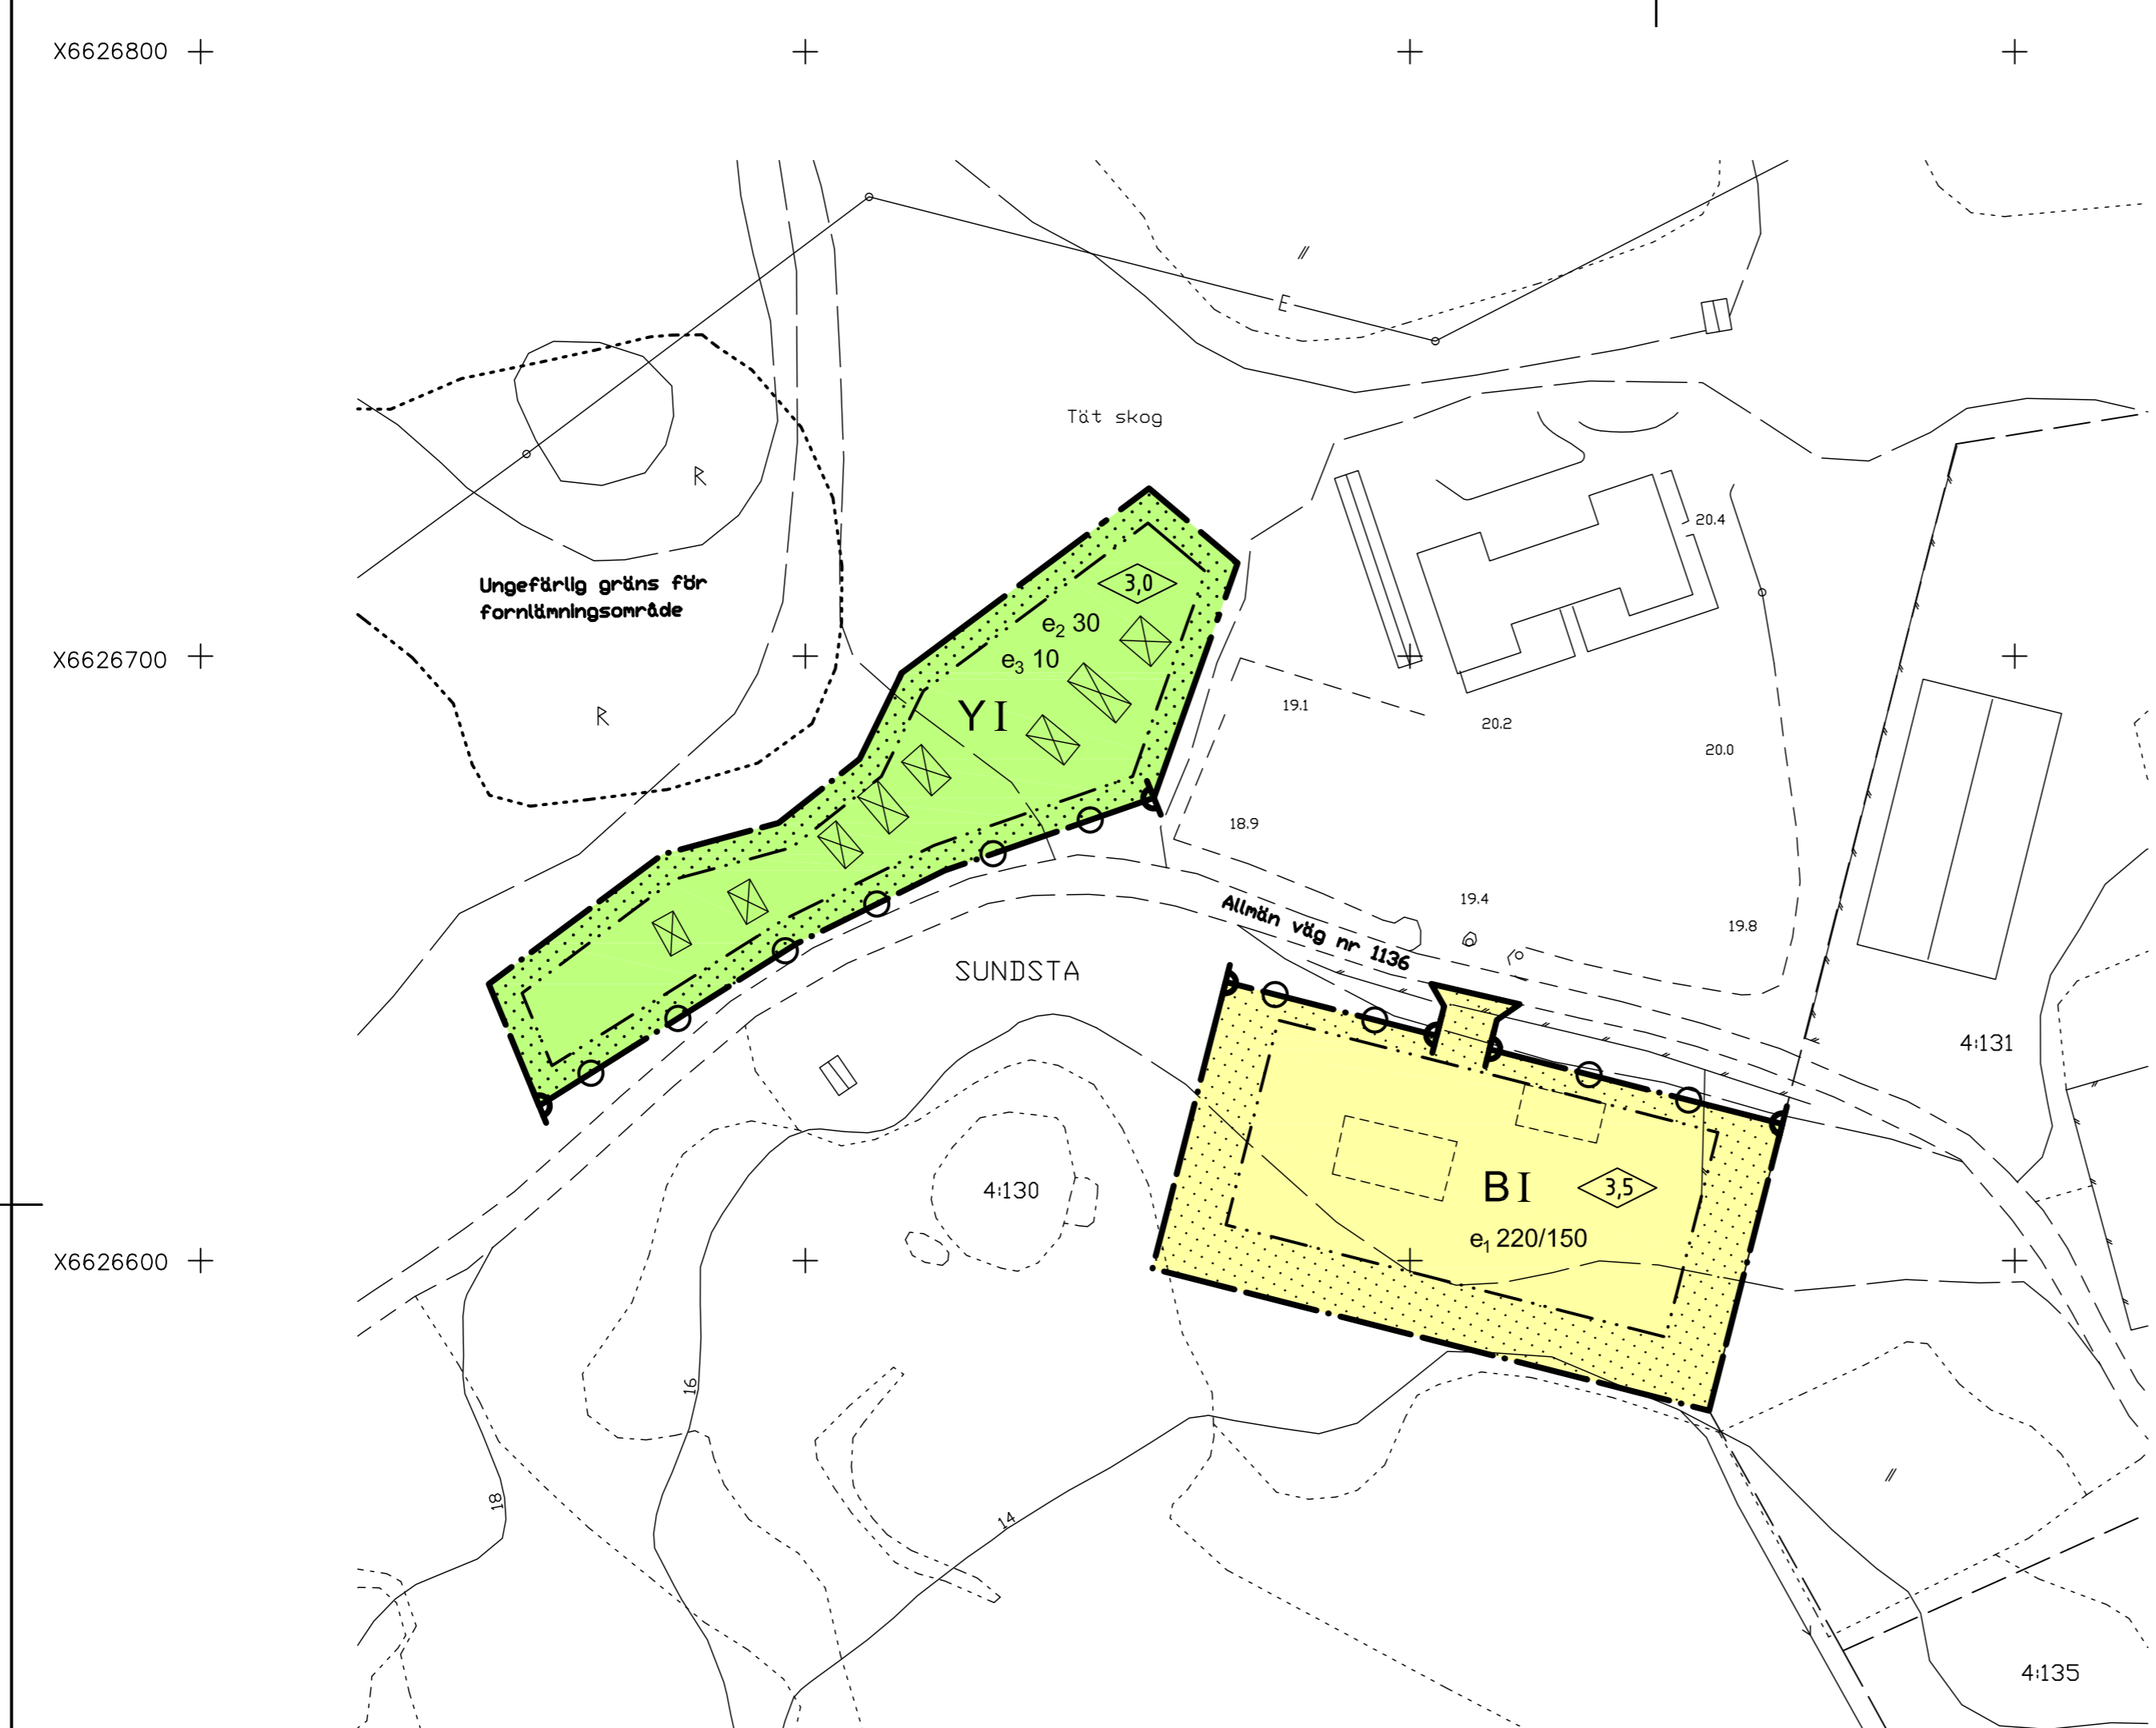 X6626800
E
Tät skog
R
20.4
Ungefärlig gräns för
fornlämningsområde
3,0
e2 30
e3 10
X6626700
R
YI
19.1
20.2
20.0
18.9
19.4
Allmän väg nr 1136
19.8
SUNDSTA
4:131
4:130
BI
3,5
e1 220/150
X6626600
16
18
14
4:135